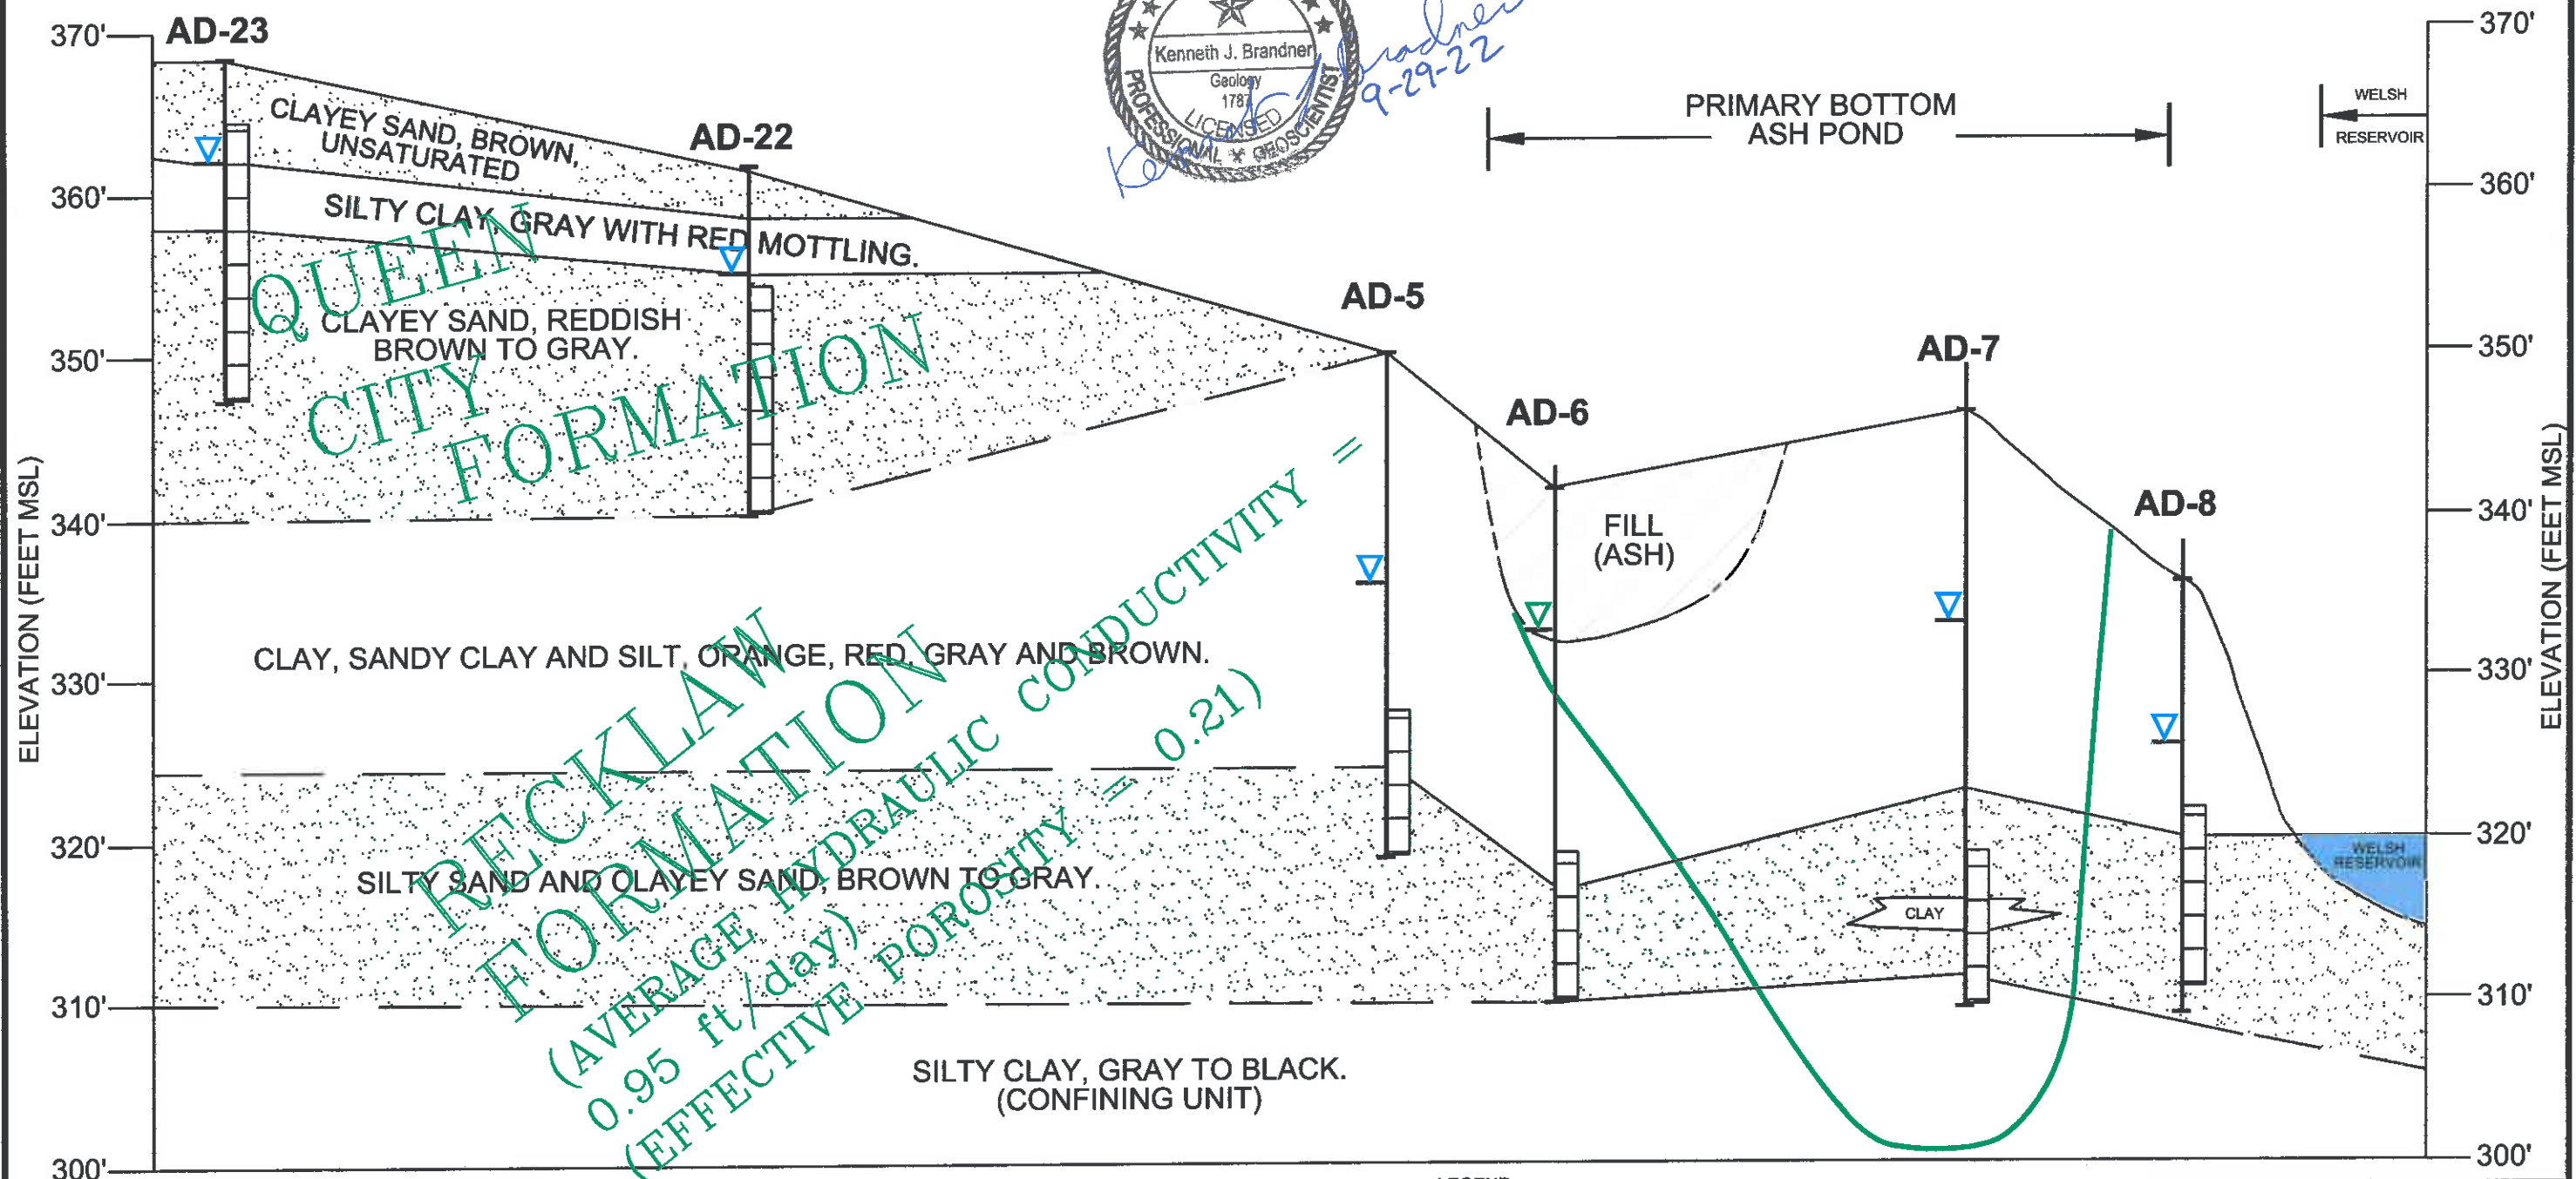 370'
AD-23
Kenneth J. Brandner
Geology
1787
LICENSED
PROFESSIONAL GEOSCIENTIST
9-29-22
370'
WELSH
RESERVOIR
PRIMARY BOTTOM
ASH POND
CLAYEY SAND, BROWN,
UNSATURATED
AD-22
360'
360'
SILTY CLAY, GRAY WITH RED MOTTLING.
QUEEN
CITY
FORMATION
CLAYEY SAND, REDDISH
BROWN TO GRAY.
AD-5
350'
AD-7
350'
AD-6
340'
FILL
(ASH)
AD-8
340'
ELEVATION (FEET MSL)
ELEVATION (FEET MSL)
CLAY, SANDY CLAY AND SILT, ORANGE, RED, GRAY AND BROWN.
330'
330'
RECKLAW
FORMATION
(AVERAGE HYDRAULIC CONDUCTIVITY =
0.95 ft/day)
(EFFECTIVE POROSITY = 0.21)
320'
320'
WELSH
RESERVOIR
SILTY SAND AND CLAYEY SAND, BROWN TO GRAY.
CLAY
310'
310'
SILTY CLAY, GRAY TO BLACK.
(CONFINING UNIT)
300'
300'